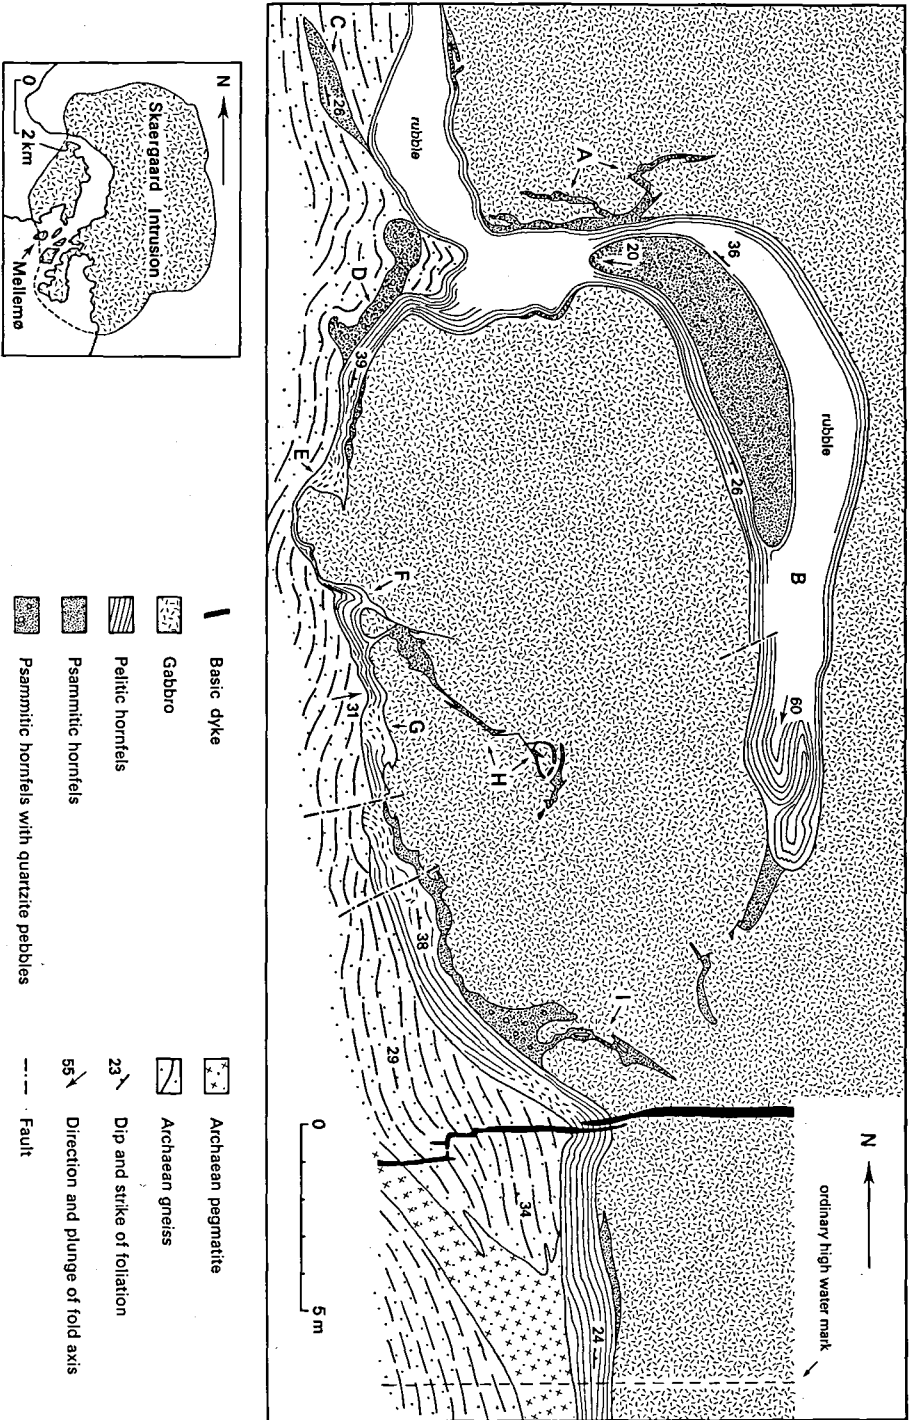 C
26
rubble
A
D
39
E
20
36
26
rubble
B
60
F
31
G
H
38
I
29
34
24
N
ordinary high water mark
0 5 m
N
Skaergard Intrusion
0 2 km
Mellemø
Basic dyke
Gabbro
Pelitic hornfels
Psammitic hornfels
Psammitic hornfels with quartzite pebbles
Archaean pegmatite
Archaean gneiss
23 Dip and strike of foliation
55 Direction and plunge of fold axis
Fault